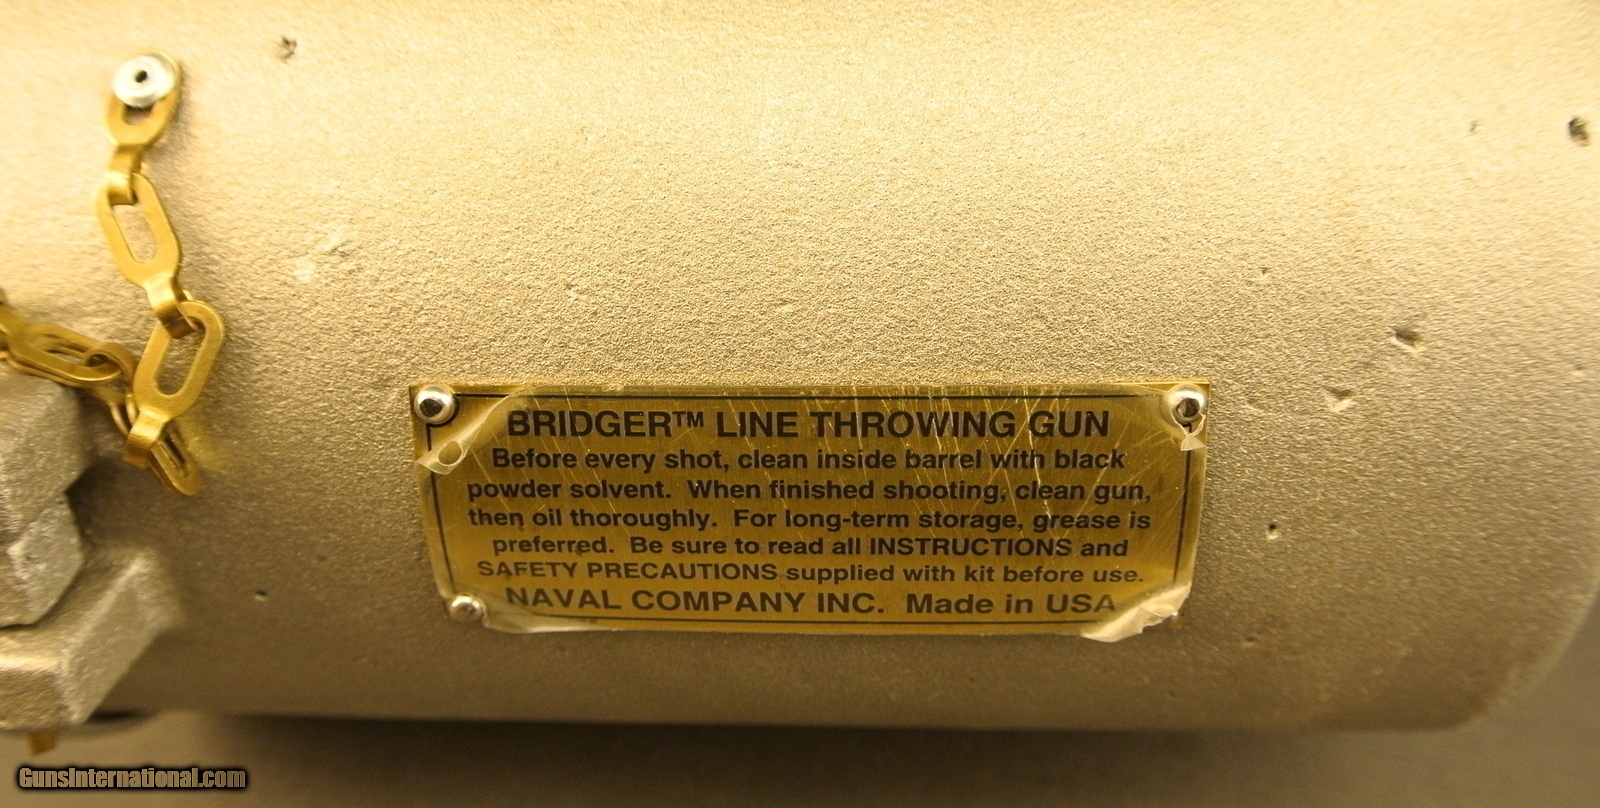 BRIDGER™ LINE THROWING GUN
Before every shot, clean inside barrel with black
powder solvent. When finished shooting, clean gun,
then oil thoroughly. For long-term storage, grease is
preferred. Be sure to read all INSTRUCTIONS and
SAFETY PRECAUTIONS supplied with kit before use.
NAVAL COMPANY INC. Made in USA
GunsInternational.com